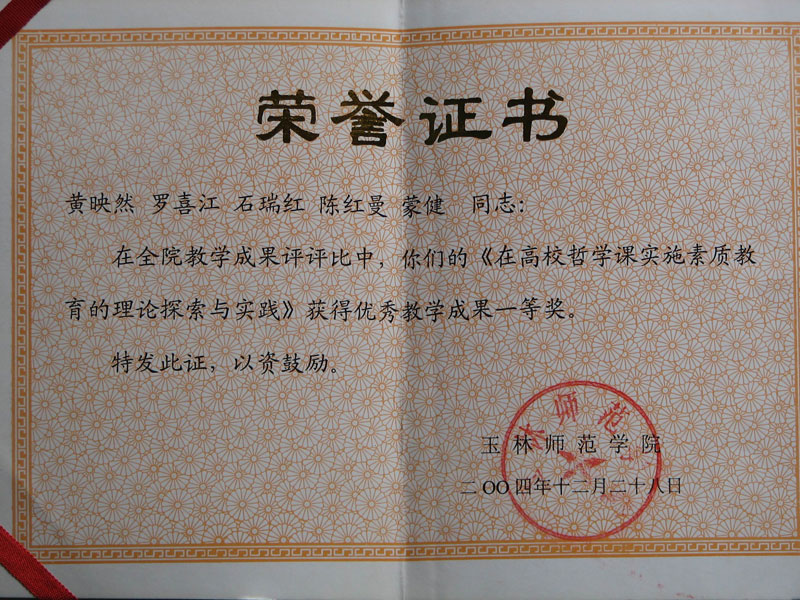 荣誉证书
黄映然 罗喜江 石瑞红 陈红曼 蒙健 同志：
在全院教学成果评评比中，你们的《在高校哲学课实施素质教
育的理论探索与实践》获得优秀教学成果一等奖。
特发此证，以资鼓励。
玉林师范学院
二OO四年十二月二十八日
林师范